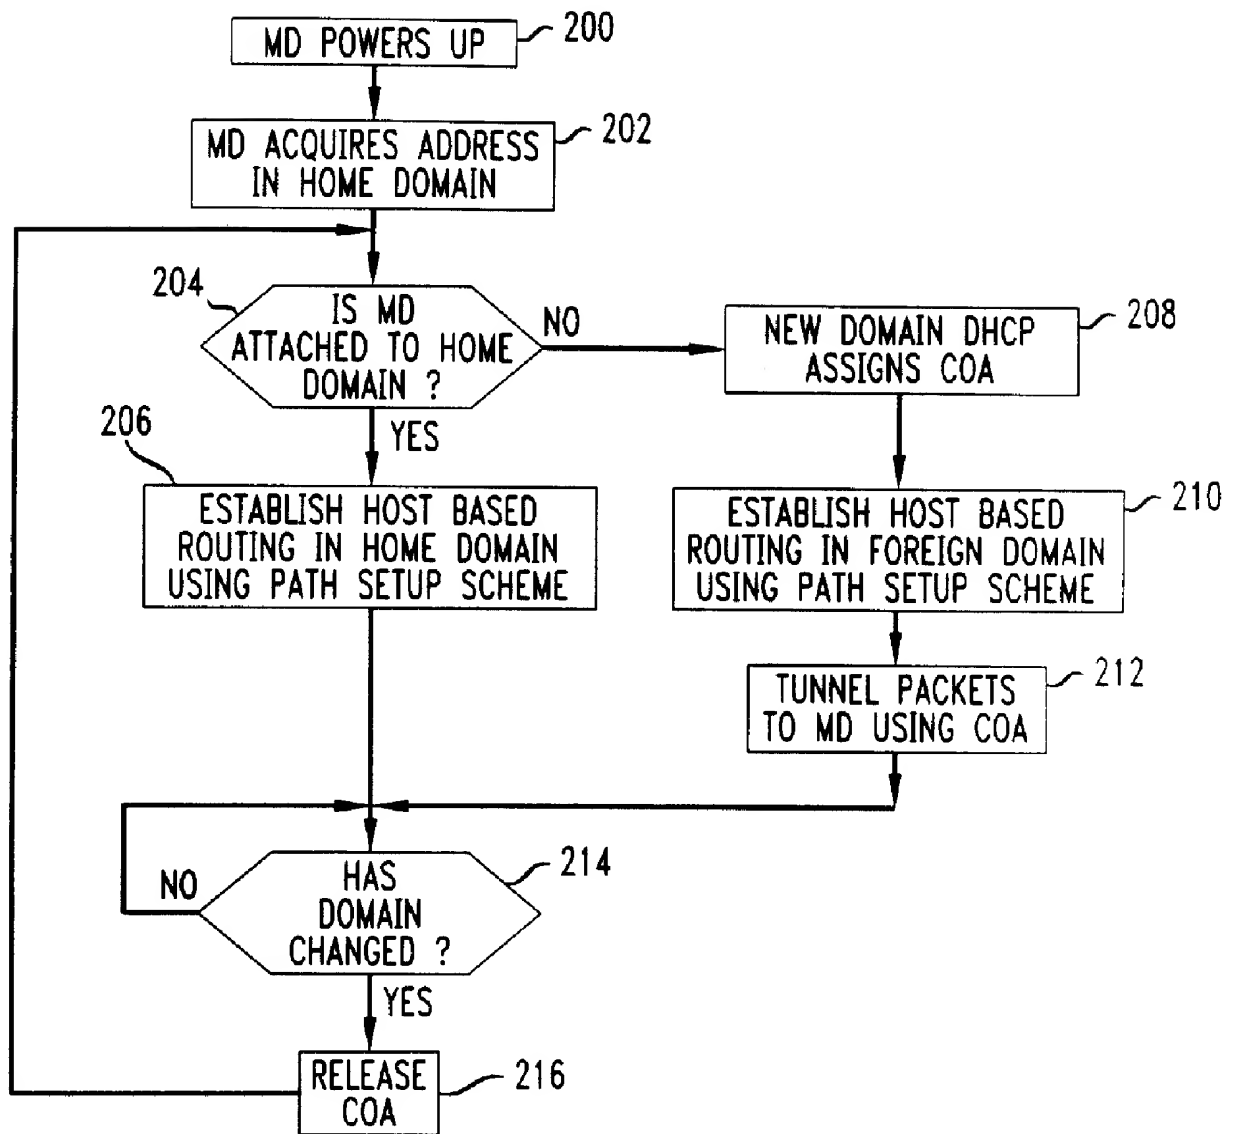 MD POWERS UP
200
MD ACQUIRES ADDRESS
IN HOME DOMAIN
202
204
IS MD
ATTACHED TO HOME
DOMAIN ?
NO
NEW DOMAIN DHCP
ASSIGNS COA
208
YES
206
ESTABLISH HOST BASED
ROUTING IN HOME DOMAIN
USING PATH SETUP SCHEME
ESTABLISH HOST BASED
ROUTING IN FOREIGN DOMAIN
USING PATH SETUP SCHEME
210
TUNNEL PACKETS
TO MD USING COA
212
HAS
DOMAIN
CHANGED ?
214
NO
YES
RELEASE
COA
216